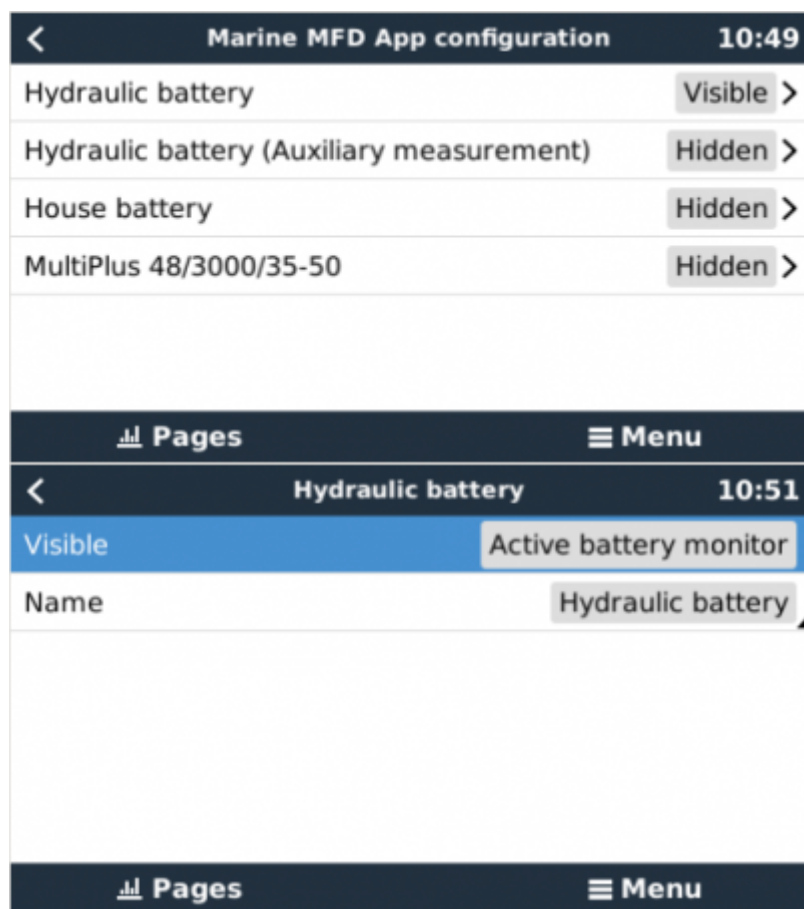 Marine MFD App configuration 10:49
Hydraulic battery Visible
Hydraulic battery (Auxiliary measurement) Hidden
House battery Hidden
MultiPlus 48/3000/35-50 Hidden
Pages Menu
Hydraulic battery 10:51
Visible Active battery monitor
Name Hydraulic battery
Pages Menu